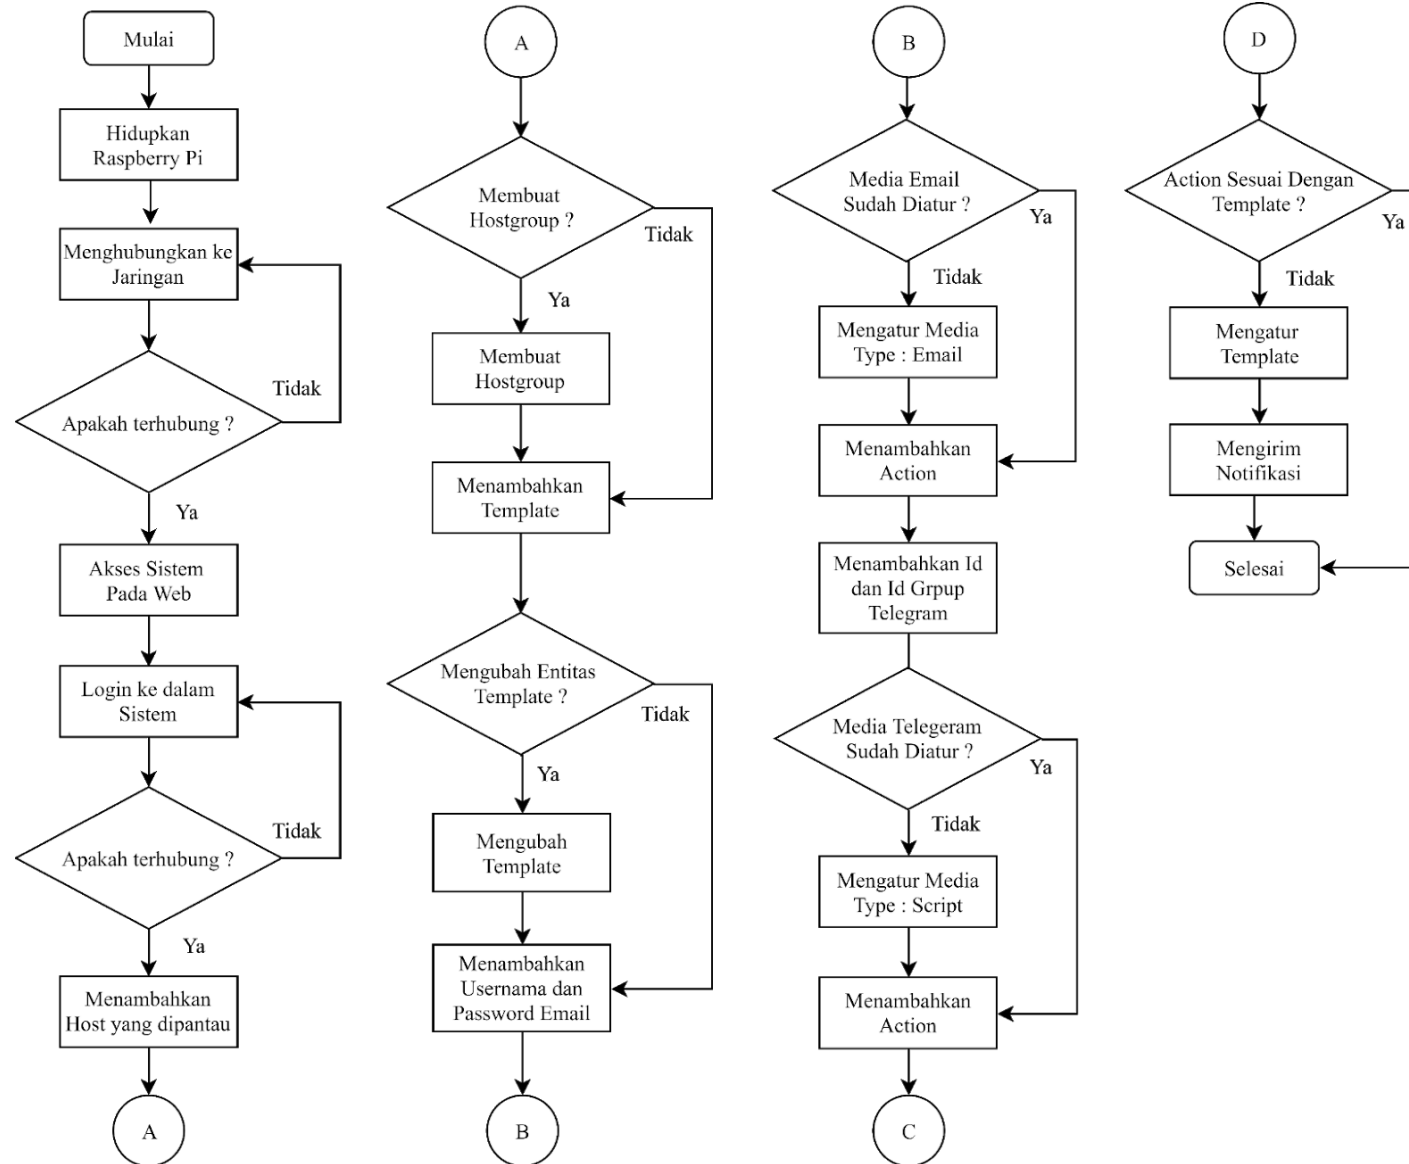 Mulai
Hidupkan
Raspberry Pi
Menghubungkan ke
Jaringan
Tidak
Apakah terhubung ?
Ya
Akses Sistem
Pada Web
Login ke dalam
Sistem
Tidak
Apakah terhubung ?
Ya
Menambahkan
Host yang dipantau
A
A
Membuat
Hostgroup ?
Tidak
Ya
Membuat
Hostgroup
Menambahkan
Template
Mengubah Entitas
Template ?
Tidak
Ya
Mengubah
Template
Menambahkan
Usernama dan
Password Email
B
B
Media Email
Sudah Diatur ?
Ya
Tidak
Mengatur Media
Type : Email
Menambahkan
Action
Menambahkan Id
dan Id Grpup
Telegram
Media Telegeram
Sudah Diatur ?
Ya
Tidak
Mengatur Media
Type : Script
Menambahkan
Action
C
D
Action Sesuai Dengan
Template ?
Ya
Tidak
Mengatur
Template
Mengirim
Notifikasi
Selesai